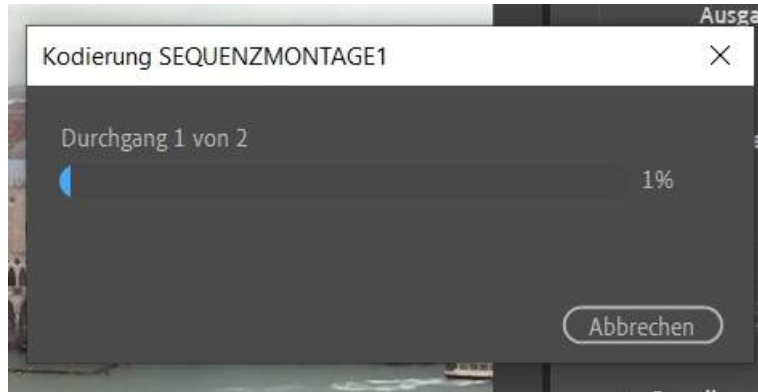 Ausga
Kodierung SEQUENZMONTAGE1
Durchgang 1 von 2
1%
Abbrechen